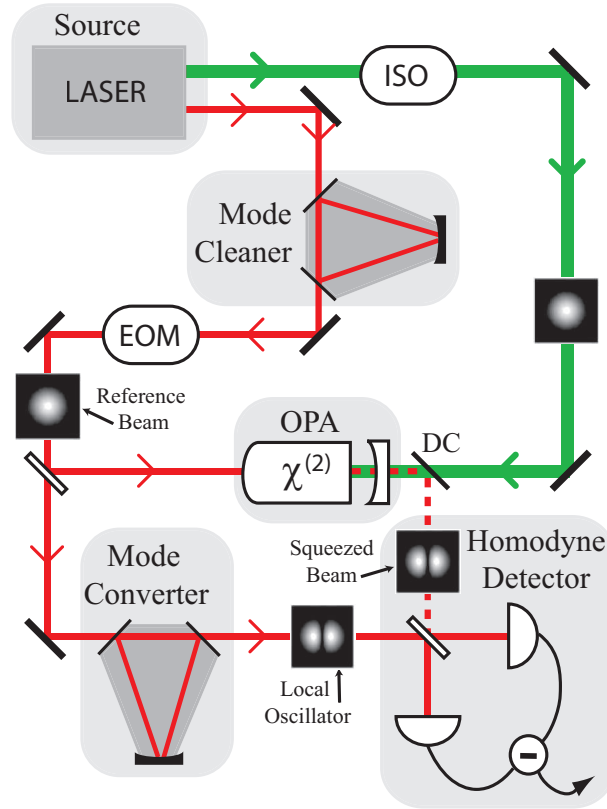 Source
LASER
ISO
Mode
Cleaner
EOM
Reference
Beam
OPA
χ(2)
DC
Squeezed
Beam
Homodyne
Detector
Mode
Converter
Local
Oscillator